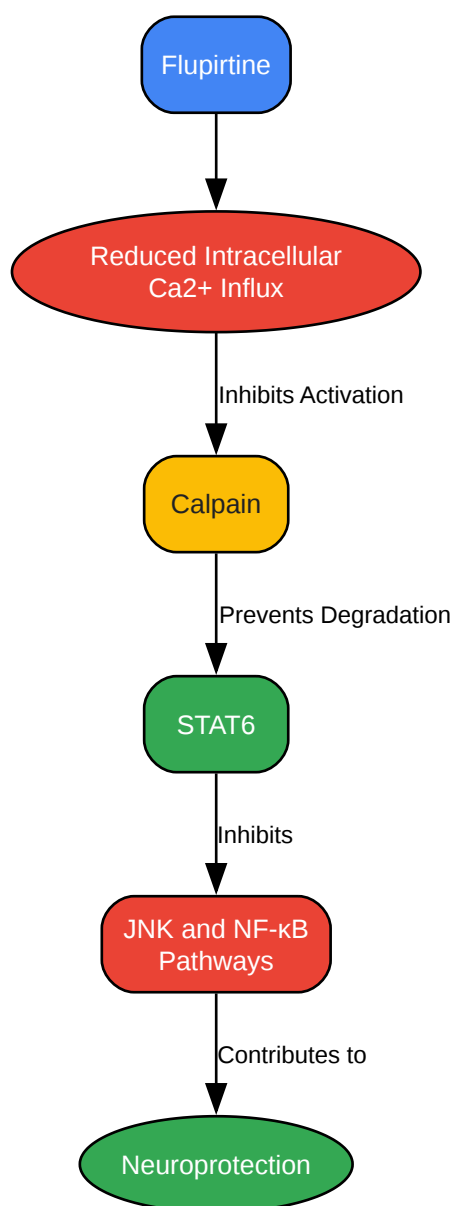 Flupirtine
Reduced Intracellular
Ca2+ Influx
Inhibits Activation
Calpain
Prevents Degradation
STAT6
Inhibits
JNK and NF-κB
Pathways
Contributes to
Neuroprotection